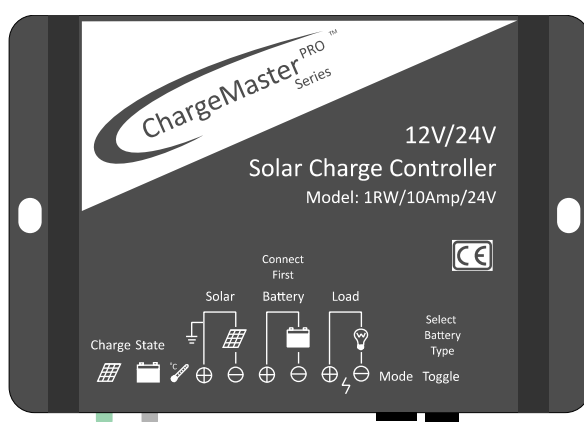 ChargeMaster PRO ™
Series
12V/24V
Solar Charge Controller
Model: 1RW/10Amp/24V
CE
Connect
First
Solar Battery Load
Select
Battery
Type
Charge State
°C
Mode Toggle